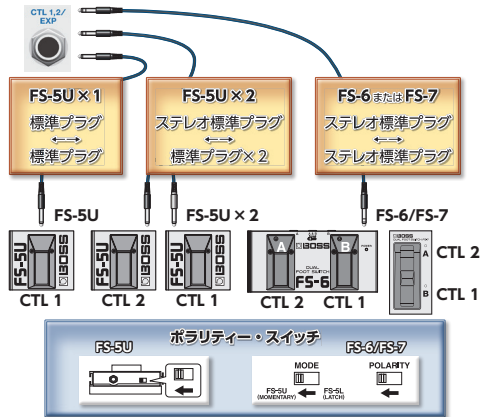 CTL 1,2/
EXP
FS-5U × 1
標準プラグ
標準プラグ
FS-5U × 2
ステレオ標準プラグ
標準プラグ× 2
FS-6 または FS-7
ステレオ標準プラグ
ステレオ標準プラグ
FS-5U
FS-5U × 2
FS-6/FS-7
FS-5U
BOSS
CTL 1
FS-5U
BOSS
CTL 2
FS-5U
BOSS
CTL 1
A
BOSS
B
DUAL
FOOT SWITCH
FS-6
CTL 2
CTL 1
BOSS
A
CTL 2
B
CTL 1
ポラリティー・スイッチ
FS-5U
FS-6/FS-7
MODE
POLARITY
FS-5U
(MOMENTARY)
FS-5L
(LATCH)